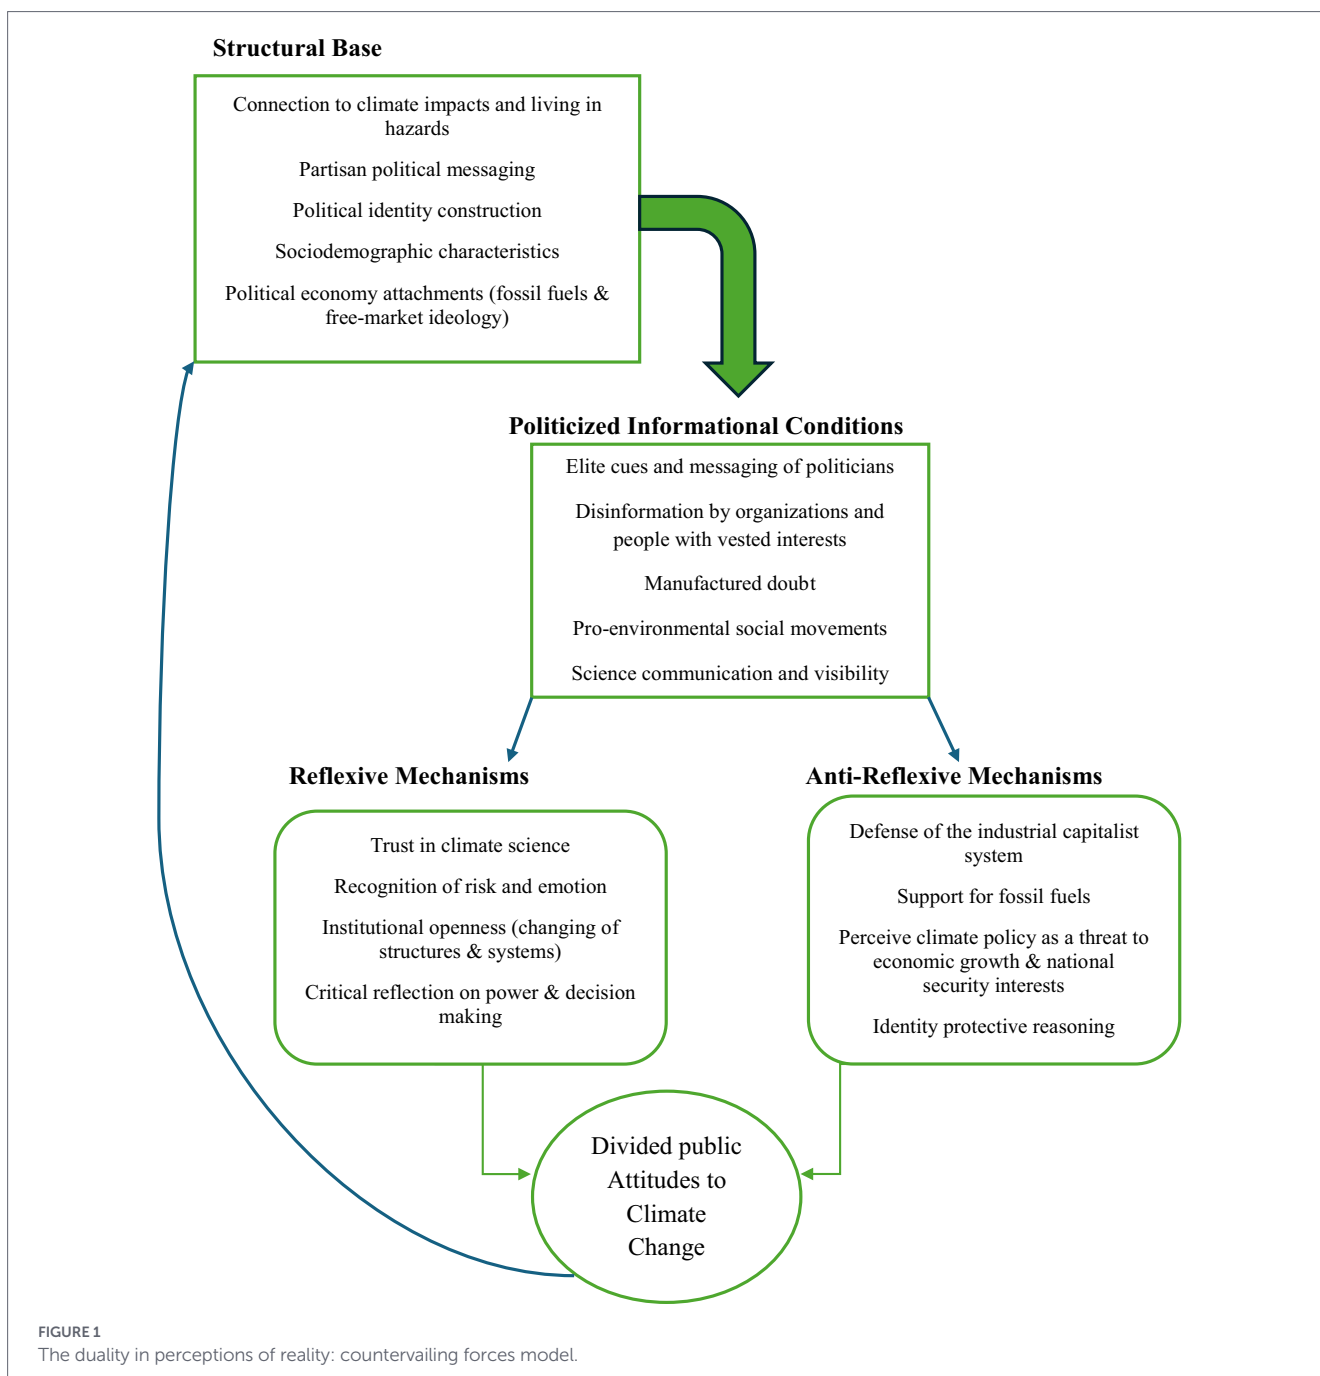 Structural Base
Connection to climate impacts and living in
hazards
Partisan political messaging
Political identity construction
Sociodemographic characteristics
Political economy attachments (fossil fuels &
free-market ideology)
Politicized Informational Conditions
Elite cues and messaging of politicians
Disinformation by organizations and
people with vested interests
Manufactured doubt
Pro-environmental social movements
Science communication and visibility
Reflexive Mechanisms
Trust in climate science
Recognition of risk and emotion
Institutional openness (changing of
structures & systems)
Critical reflection on power & decision
making
Anti-Reflexive Mechanisms
Defense of the industrial capitalist
system
Support for fossil fuels
Perceive climate policy as a threat to
economic growth & national
security interests
Identity protective reasoning
Divided public
Attitudes to
Climate
Change
FIGURE 1
The duality in perceptions of reality: countervailing forces model.